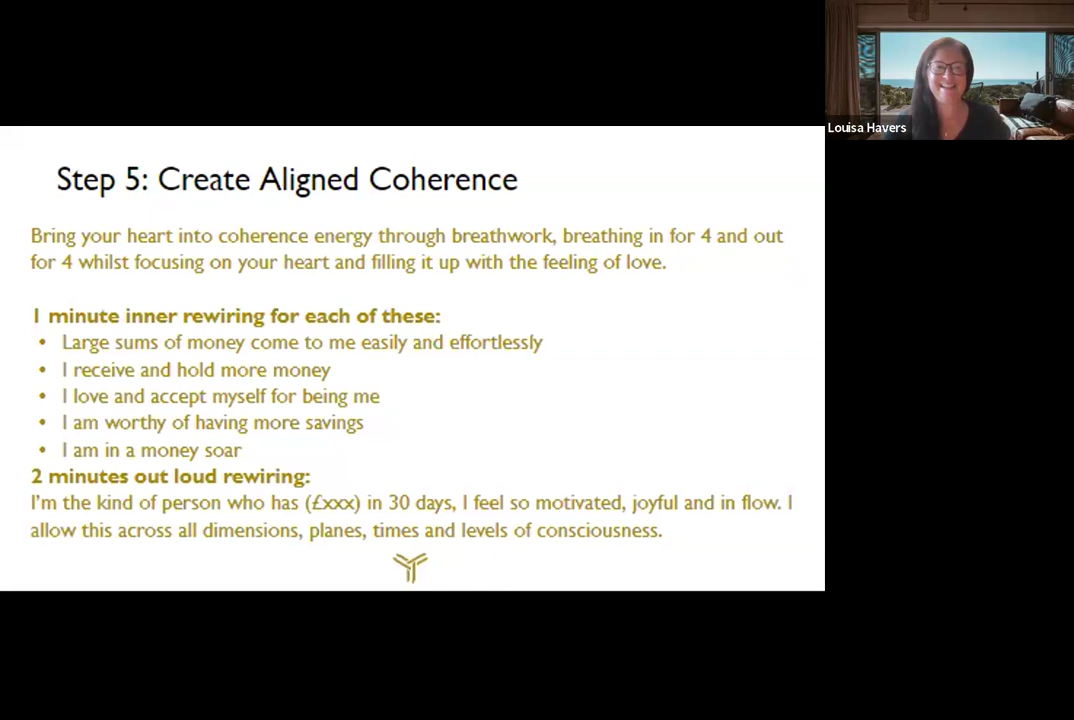 Louisa Havers
Step 5: Create Aligned Coherence
Bring your heart into coherence energy through breathwork, breathing in for 4 and out
for 4 whilst focusing on your heart and filling it up with the feeling of love.
1 minute inner rewiring for each of these:
• Large sums of money come to me easily and effortlessly
• I receive and hold more money
• I love and accept myself for being me
• I am worthy of having more savings
• I am in a money soar
2 minutes out loud rewiring:
I'm the kind of person who has (£xxx) in 30 days, I feel so motivated, joyful and in flow. I
allow this across all dimensions, planes, times and levels of consciousness.